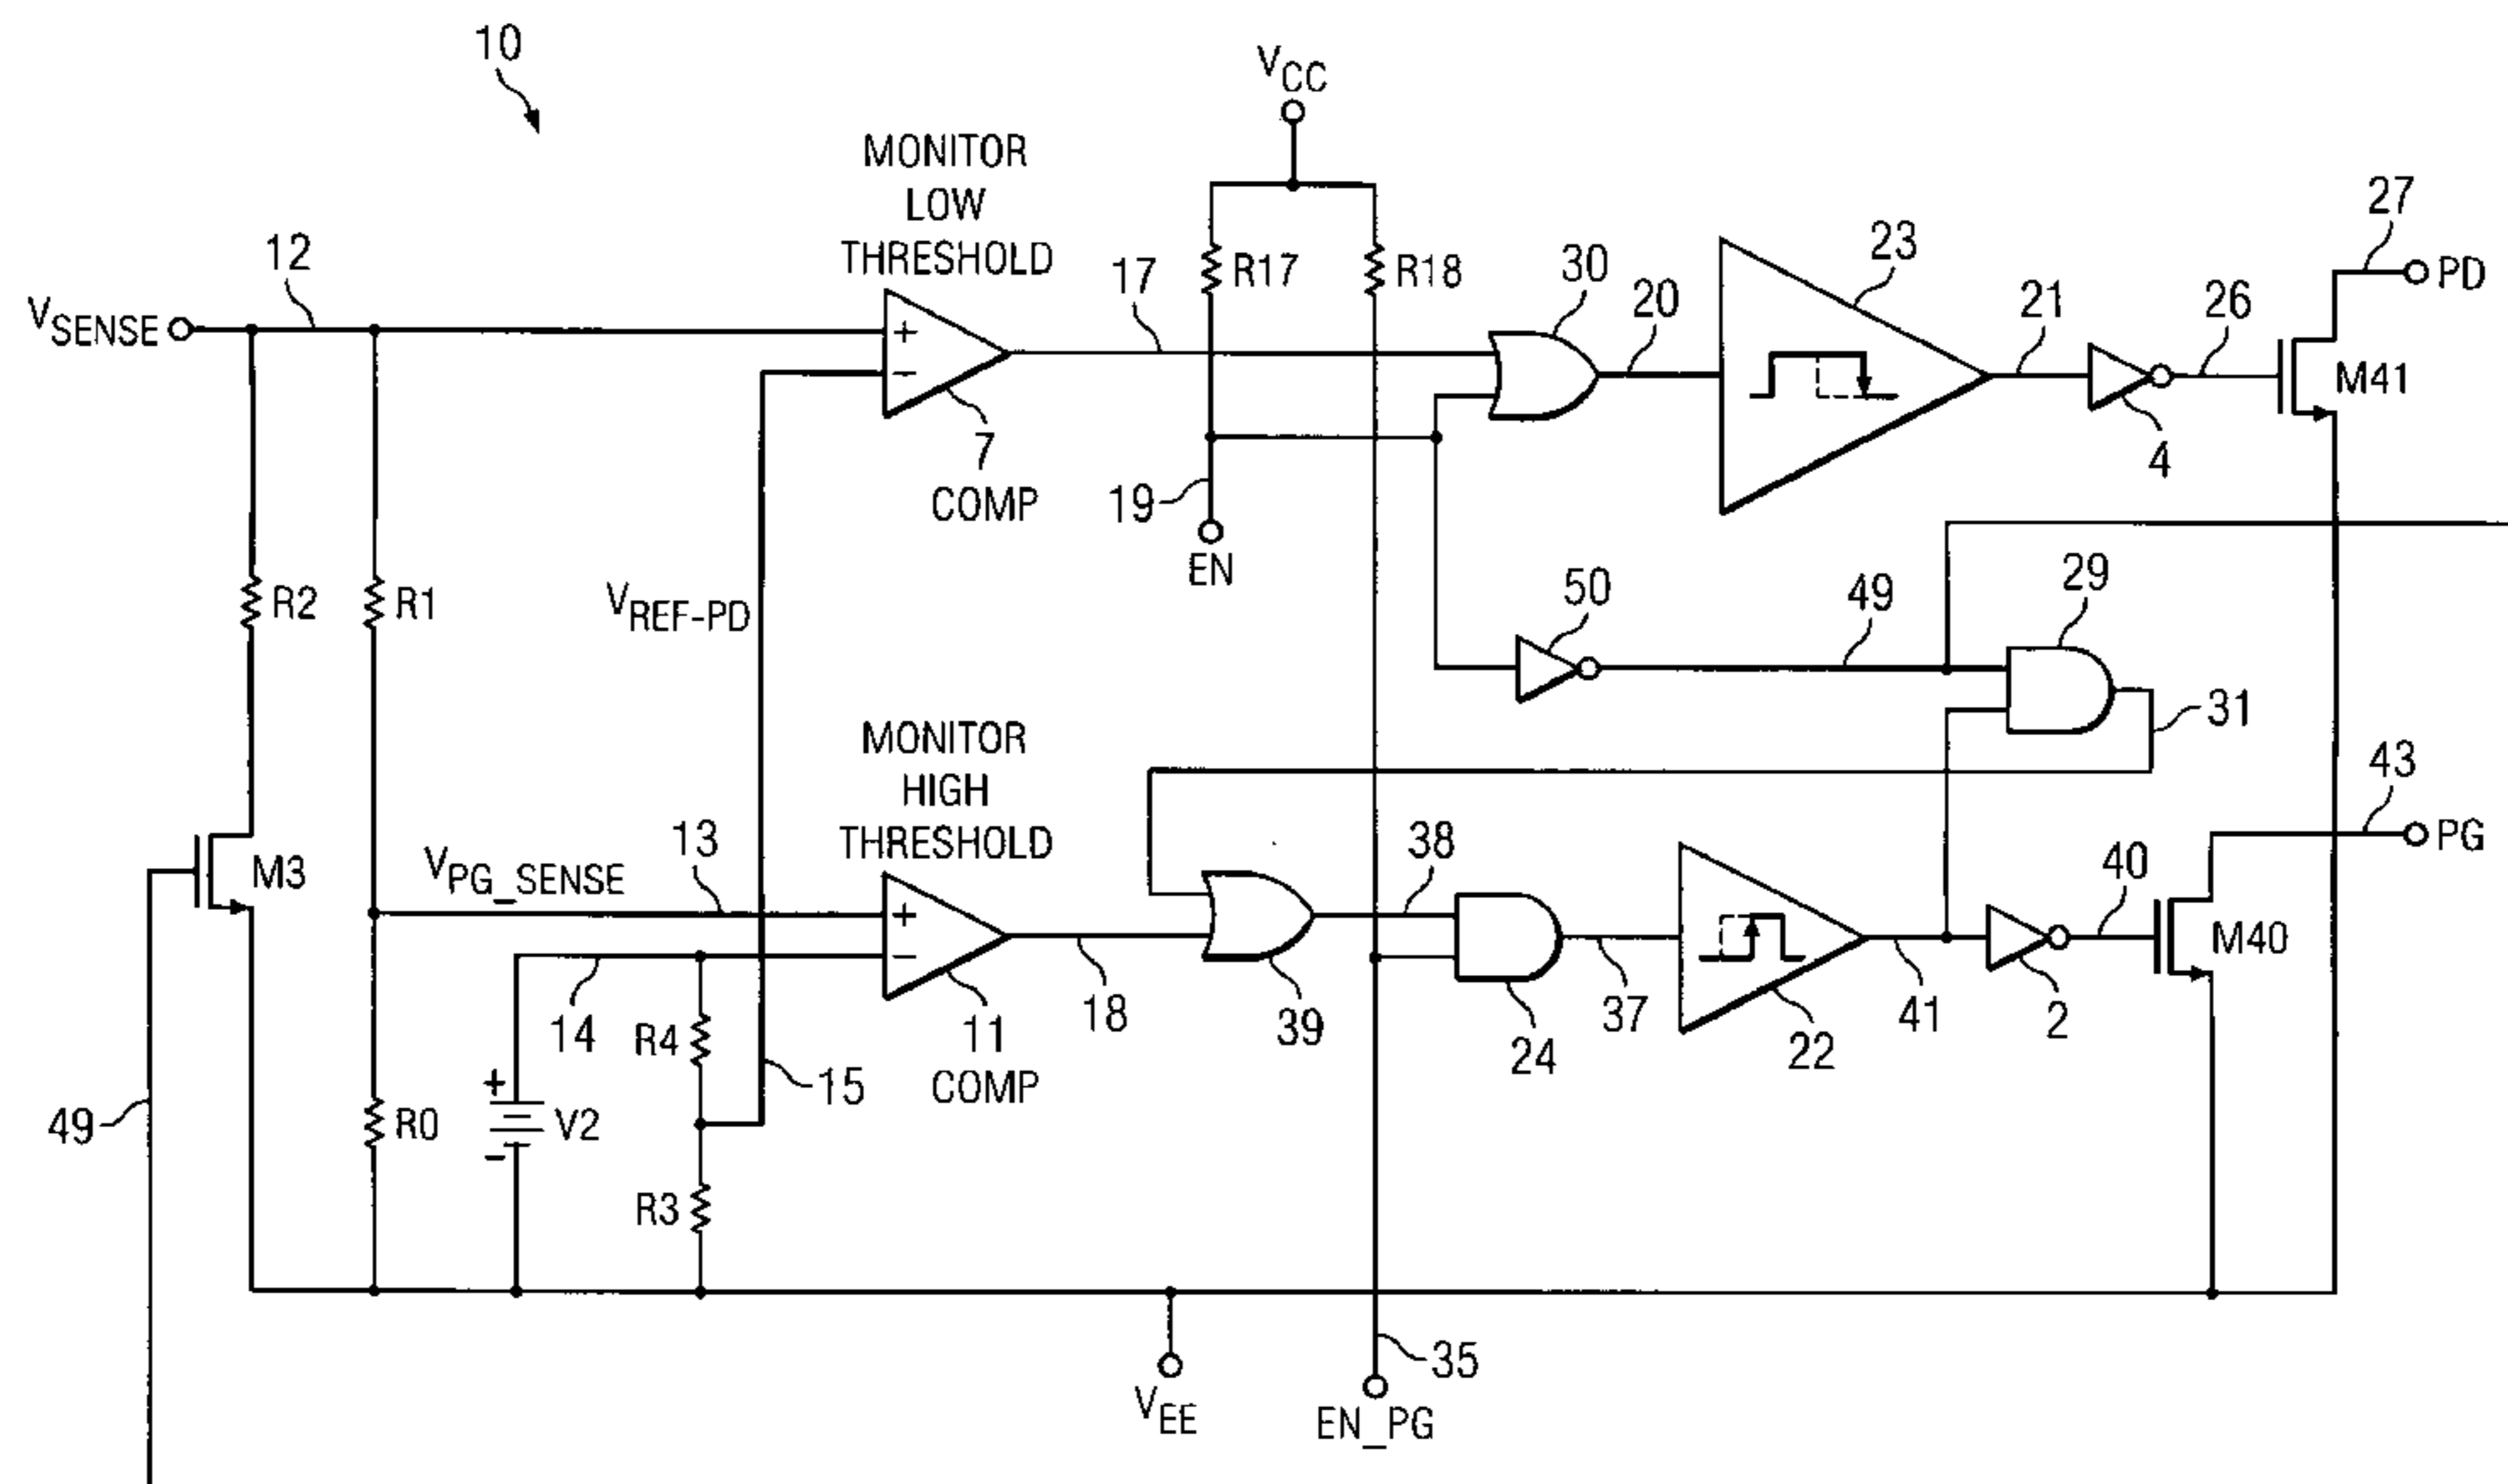 10
VCC
MONITOR
LOW
THRESHOLD
27
PD
12
17
R17
R18
30
20
23
21
26
VSENSE
+
−
M41
7
COMP
19
EN
4
R2
R1
VREF-PD
50
49
29
31
MONITOR
HIGH
THRESHOLD
43
PG
13
VPG_SENSE
M3
38
40
+
−
M40
14
R4
11
COMP
18
39
24
37
22
41
2
15
49
R0
+
V2
−
R3
35
VEE
EN_PG